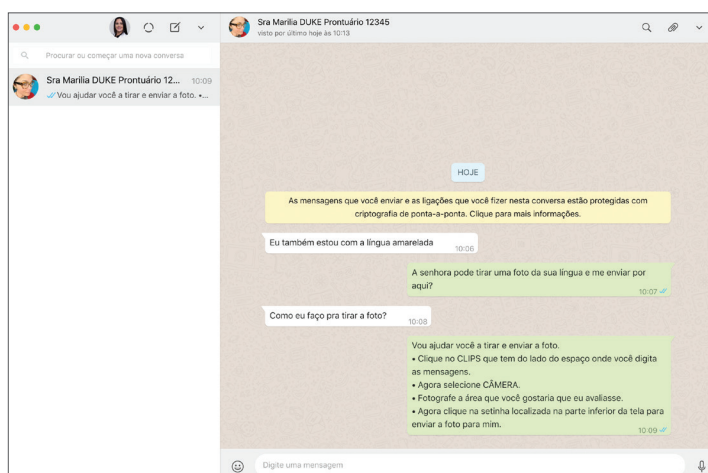 Procurar ou começar uma nova conversa
Sra Marilia DUKE Prontuário 12... 10:09
Vou ajudar você a tirar e enviar a foto. •...
Sra Marilia DUKE Prontuário 12345
visto por último hoje às 10:13
HOJE
As mensagens que você enviar e as ligações que você fizer nesta conversa estão protegidas com
criptografia de ponta-a-ponta. Clique para mais informações.
Eu também estou com a língua amarelada 10:06
A senhora pode tirar uma foto da sua língua e me enviar por
aqui?
10:07
Como eu faço pra tirar a foto? 10:08
Vou ajudar você a tirar e enviar a foto.
• Clique no CLIPS que tem do lado do espaço onde você digita
as mensagens.
• Agora selecione CÂMERA.
• Fotografe a área que você gostaria que eu avaliasse.
• Agora clique na setinha localizada na parte inferior da tela para
enviar a foto para mim.
10:09
Digite uma mensagem